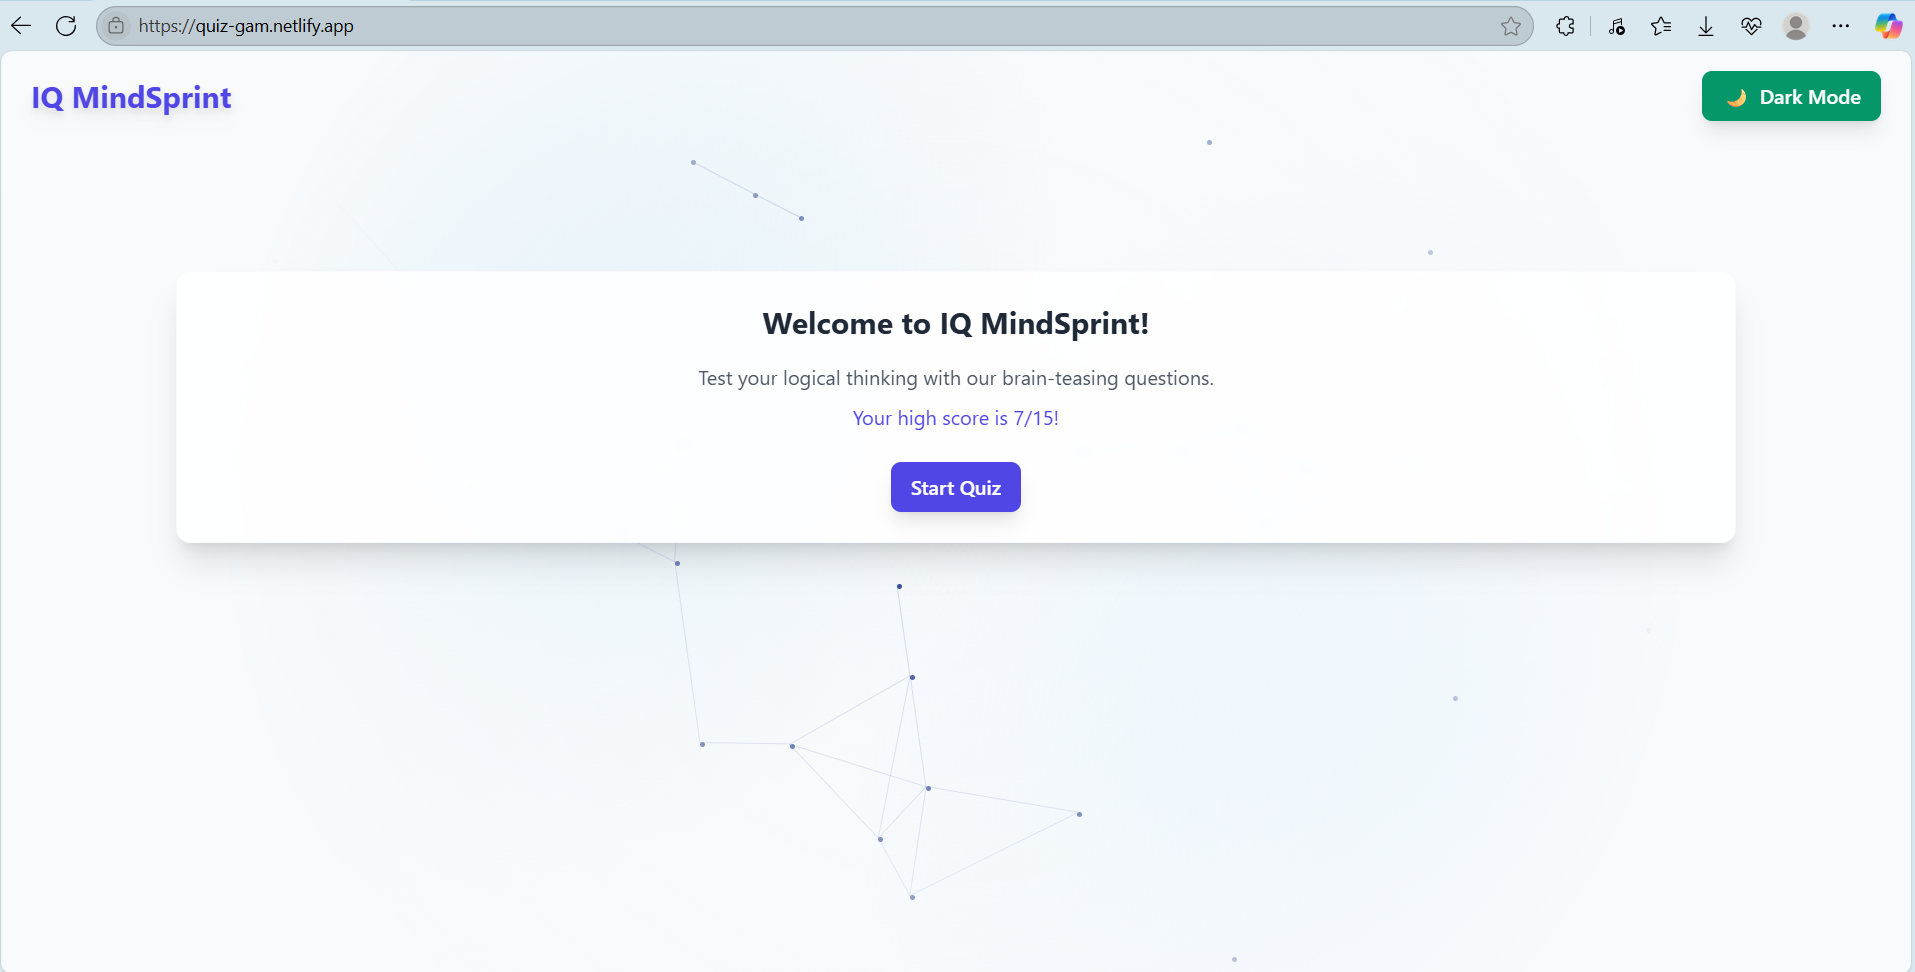 https://quiz-gam.netlify.app
IQ MindSprint
🌙 Dark Mode
Welcome to IQ MindSprint!
Test your logical thinking with our brain-teasing questions.
Your high score is 7/15!
Start Quiz